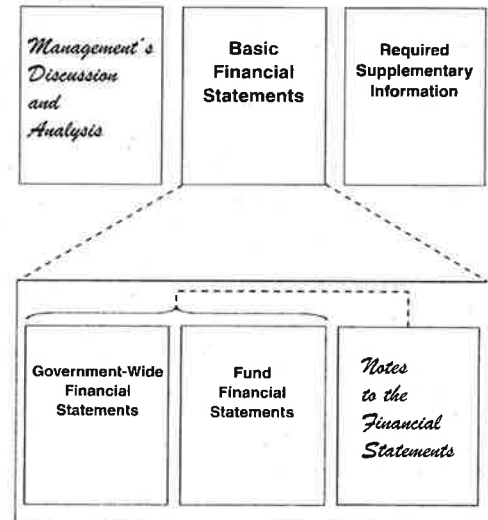 Management's
Discussion
and
Analysis
Basic
Financial
Statements
Required
Supplementary
Information
Government-Wide
Financial
Statements
Fund
Financial
Statements
Notes
to the
Financial
Statements